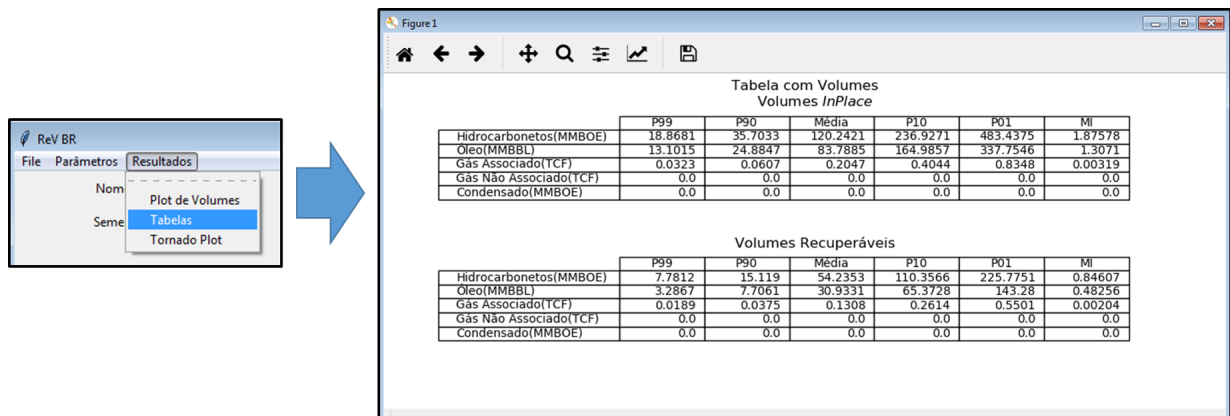 ReV BR
File Parâmetros Resultados
Nom
Seme
Plot de Volumes
Tabelas
Tornado Plot
Figure 1
Tabela com Volumes
Volumes InPlace
P99 P90 Média P10 P01 MI
Hidrocarbonetos(MMBOE) 18.8681 35.7033 120.2421 236.9271 483.4375 1.87578
Óleo(MMBBL) 13.1015 24.8847 83.7885 164.9857 337.7546 1.3071
Gás Associado(TCF) 0.0323 0.0607 0.2047 0.4044 0.8348 0.00319
Gás Não Associado(TCF) 0.0 0.0 0.0 0.0 0.0 0.0
Condensado(MMBOE) 0.0 0.0 0.0 0.0 0.0 0.0
Volumes Recuperáveis
P99 P90 Média P10 P01 MI
Hidrocarbonetos(MMBOE) 7.7812 15.119 54.2353 110.3566 225.7751 0.84607
Óleo(MMBBL) 3.2867 7.7061 30.9331 65.3728 143.28 0.48256
Gás Associado(TCF) 0.0189 0.0375 0.1308 0.2614 0.5501 0.00204
Gás Não Associado(TCF) 0.0 0.0 0.0 0.0 0.0 0.0
Condensado(MMBOE) 0.0 0.0 0.0 0.0 0.0 0.0